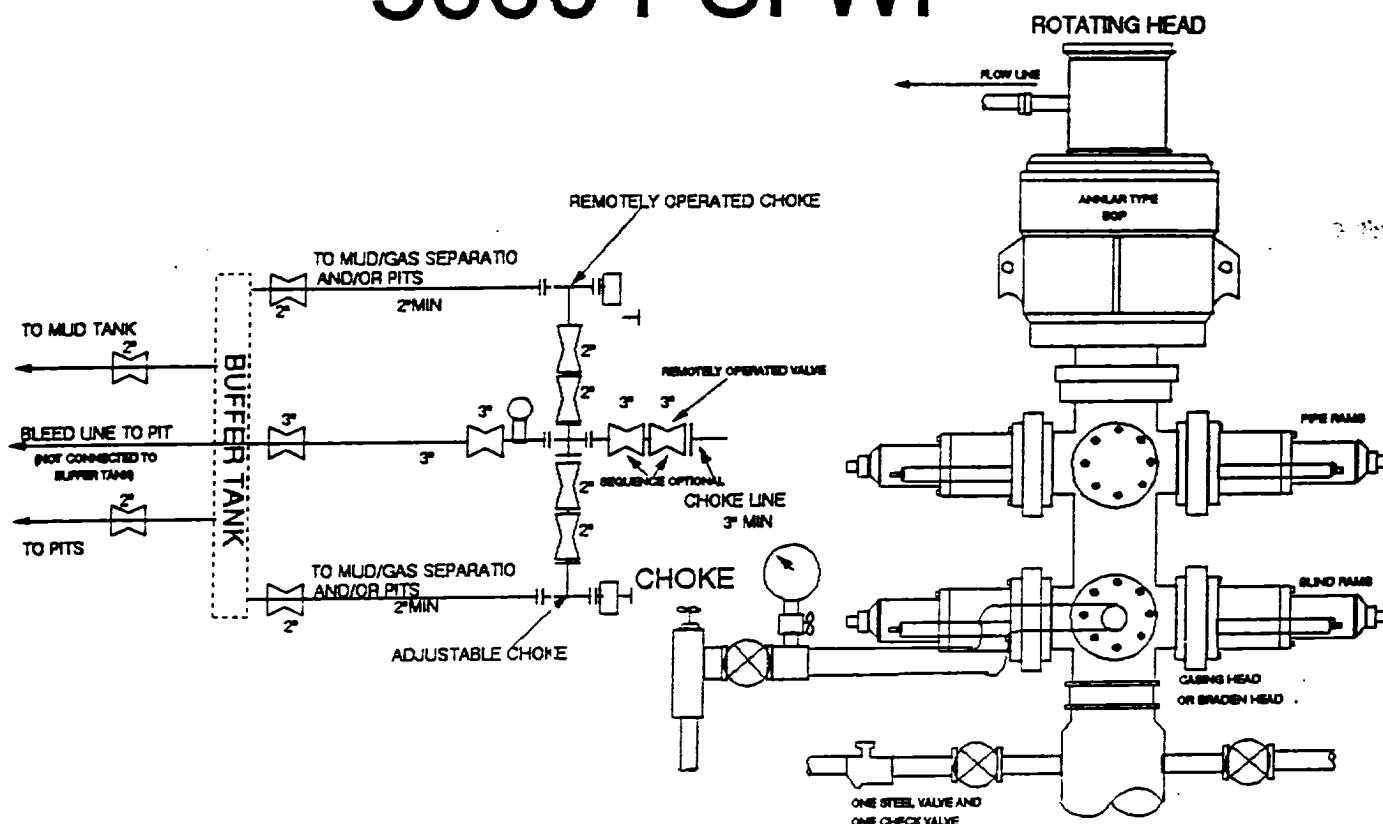 ROTATING HEAD
FLOW LINE
ANNLAR TYPE
BOP
REMOTELY OPERATED CHOKE
TO MUD/GAS SEPARATIO
AND/OR PITS
2" MIN
2"
TO MUD TANK
2"
2"
2"
REMOTELY OPERATED VALVE
BUFFER TANK
3"
3"
3"
3"
3"
BLEED LINE TO PIT
(NOT CONNECTED TO
BUFFER TANK)
PIPE RAMS
SEQUENCE OPTIONAL
CHOKE LINE
3" MIN
2"
2"
2"
TO PITS
TO MUD/GAS SEPARATIO
AND/OR PITS
2" MIN
2"
CHOKE
BLIND RAMS
ADJUSTABLE CHOKE
CASING HEAD
OR BRADEN HEAD
ONE STEEL VALVE AND
ONE CHECK VALVE